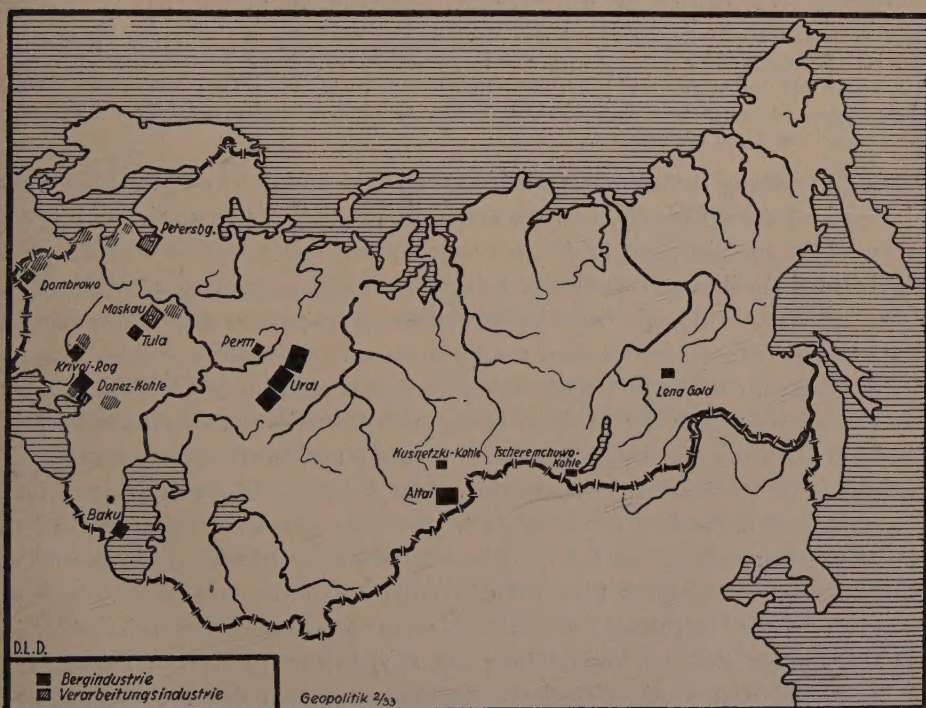 Petersbg.
Dombrowo
Moskau
Tula
Perm
Krivoj-Rog
Donez-Kohle
Ural
Lena Gold
Kusnetzki-Kohle
Tscheremchuwo-
Kohle
Altai
Baku
D.L.D.
Bergindustrie
Verarbeitungsindustrie
Geopolitik 2/33